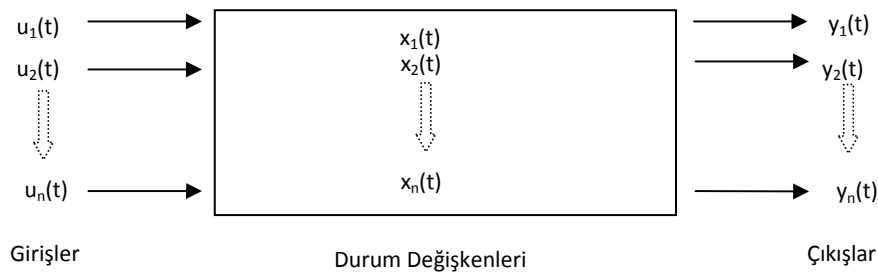 u₁(t) x₁(t) y₁(t)
u₂(t) x₂(t) y₂(t)
uₙ(t) xₙ(t) yₙ(t)
Girişler Durum Değişkenleri Çıkışlar